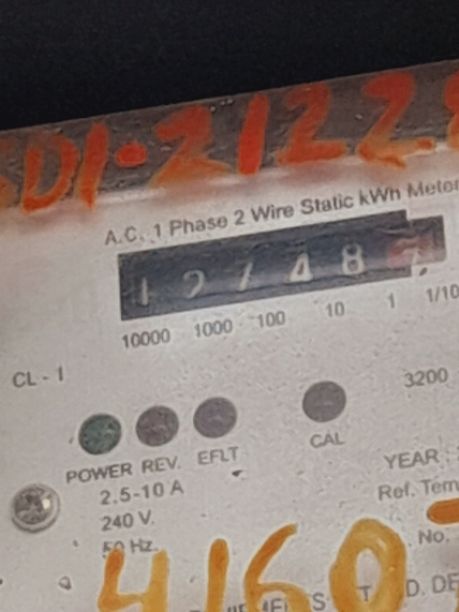 DI•2122
A.C. 1 Phase 2 Wire Static kWh Meter
1 2 7 4 8
10000 1000 100 10 1 1/10
CL - 1
3200
CAL
POWER REV. EFLT
2.5-10 A
240 V.
50 Hz.
YEAR :
Ref. Tem
No.
4160